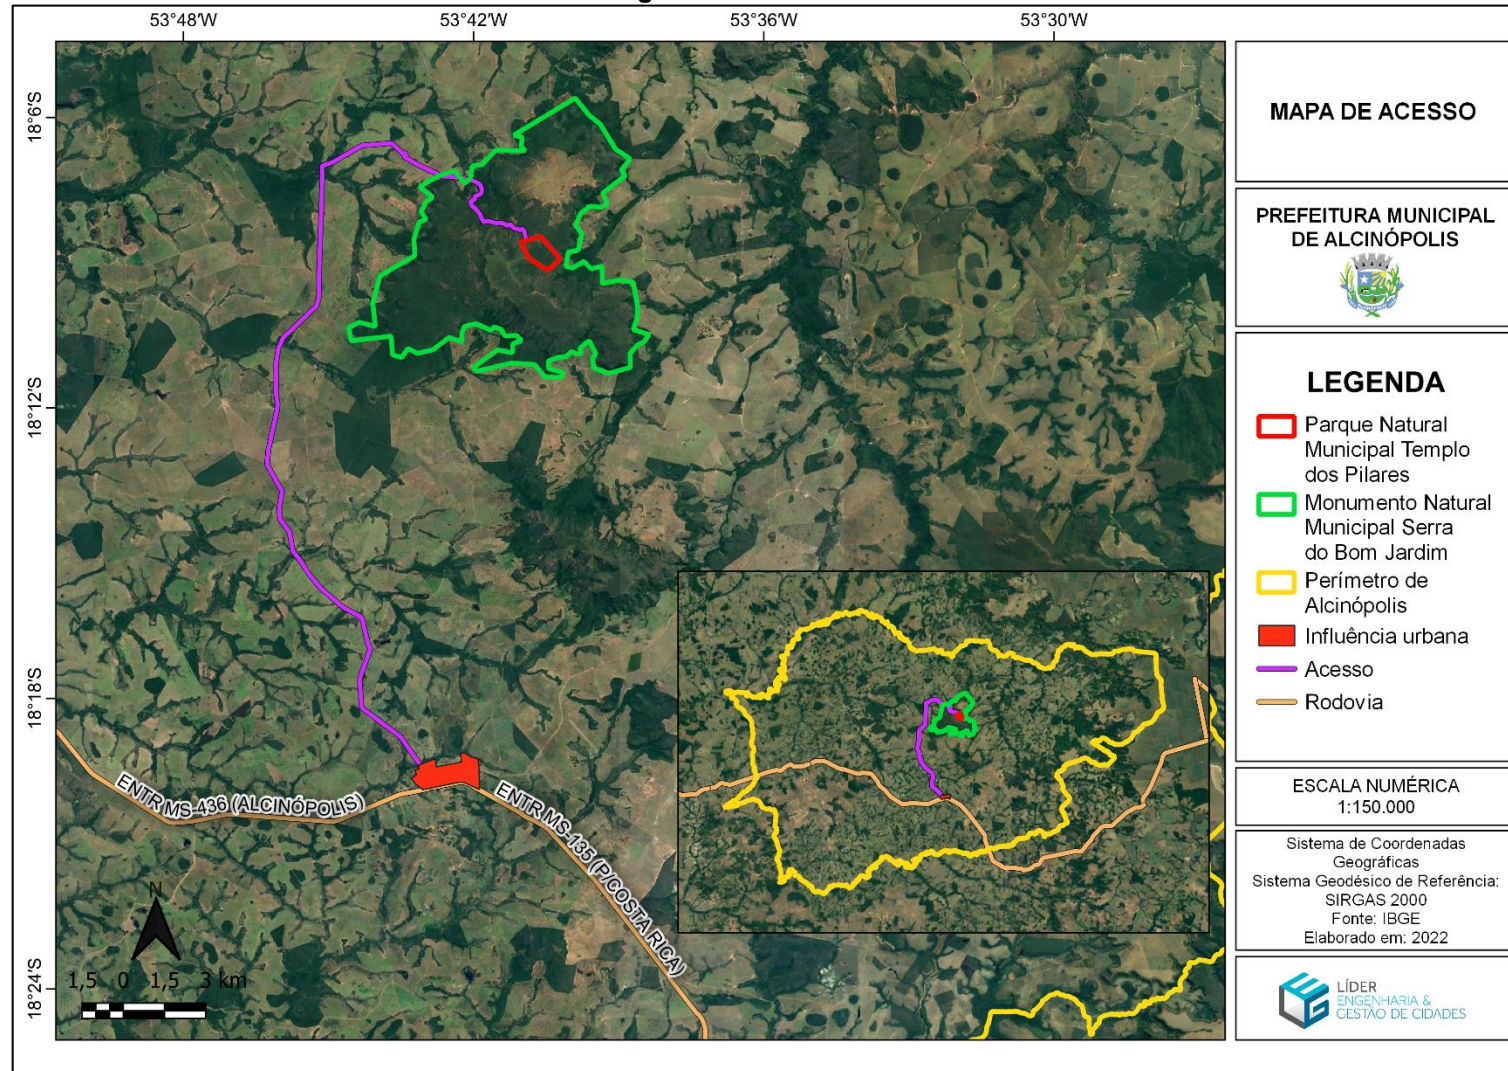 53°48'W
53°42'W
53°36'W
53°30'W
18°6'S
18°12'S
18°18'S
18°24'S
ENTR MS-436 (ALCINÓPOLIS)
ENTR MS-135 (P/COSTA RICA)
N
1,5 0 1,5 3 km
MAPA DE ACESSO
PREFEITURA MUNICIPAL
DE ALCINÓPOLIS
LEGENDA
Parque Natural
Municipal Templo
dos Pilares
Monumento Natural
Municipal Serra
do Bom Jardim
Perímetro de
Alcinópolis
Influência urbana
Acesso
Rodovia
ESCALA NUMÉRICA
1:150.000
Sistema de Coordenadas
Geográficas
Sistema Geodésico de Referência:
SIRGAS 2000
Fonte: IBGE
Elaborado em: 2022
LÍDER
ENGENHARIA &
GESTÃO DE CIDADES